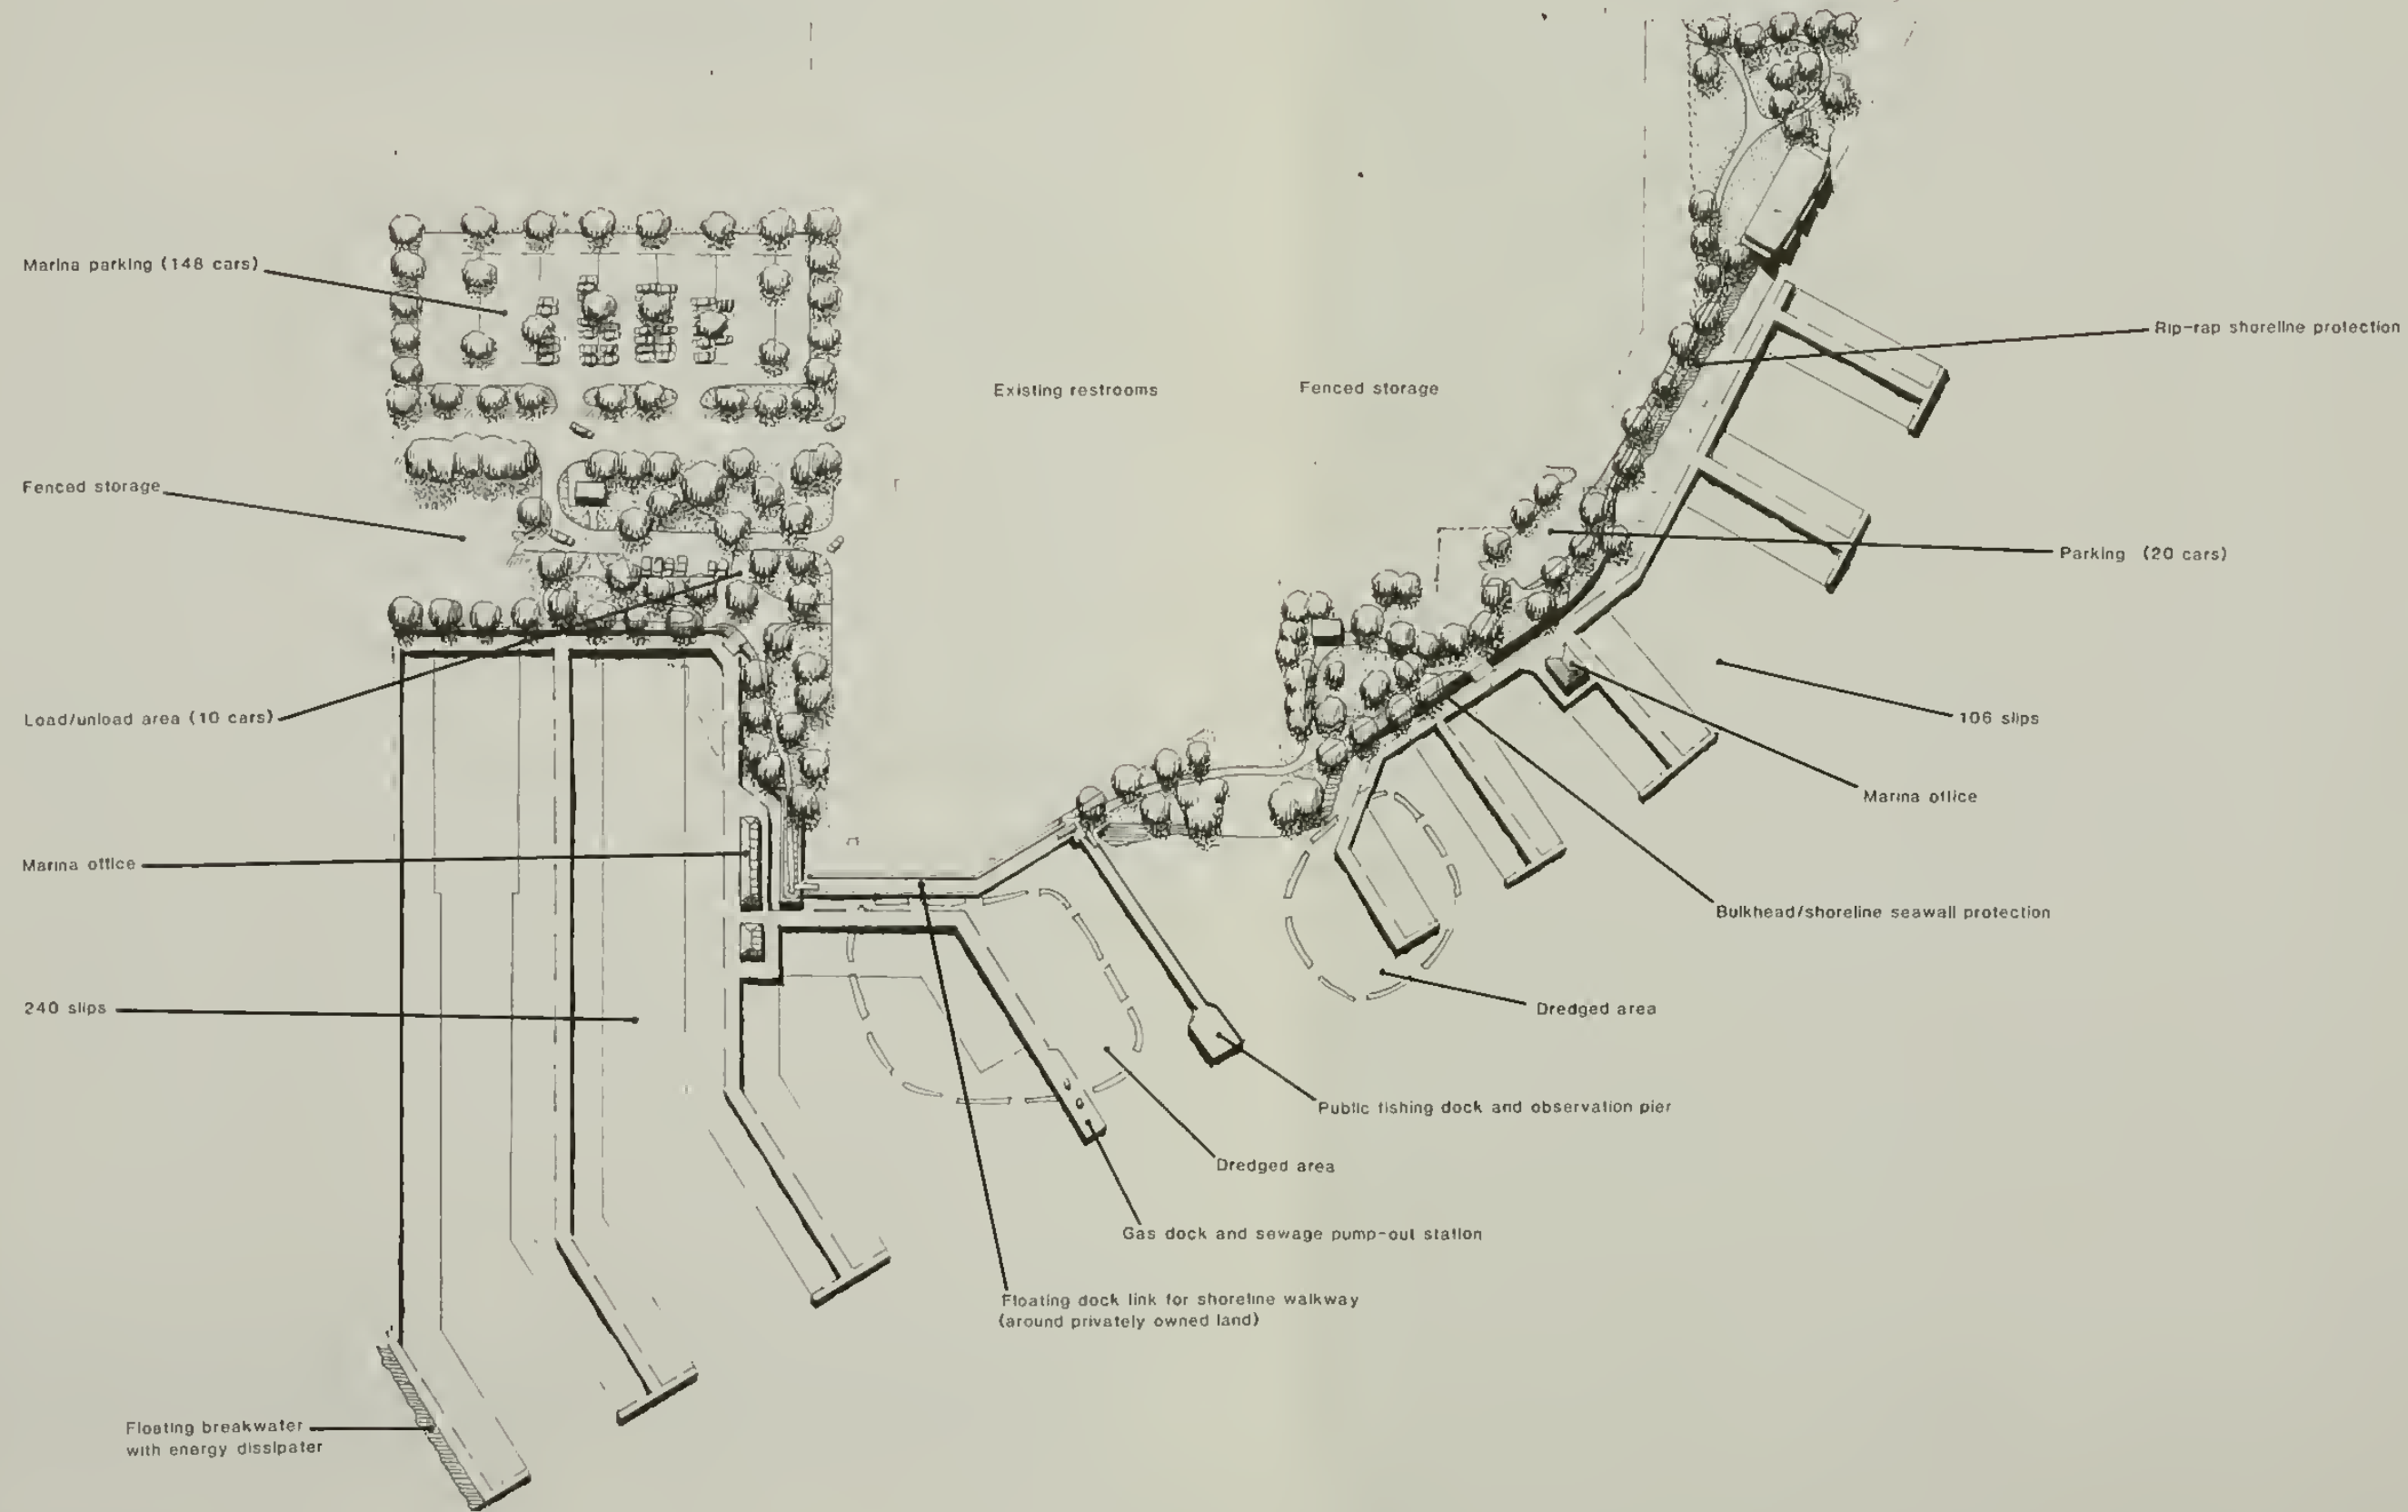 Marina parking (148 cars)
Rip-rap shoreline protection
Existing restrooms
Fenced storage
Fenced storage
Parking (20 cars)
Load/unload area (10 cars)
106 slips
Marina office
Marina office
Bulkhead/shoreline seawall protection
240 slips
Dredged area
Public fishing dock and observation pier
Dredged area
Gas dock and sewage pump-out station
Floating dock link for shoreline walkway
(around privately owned land)
Floating breakwater
with energy dissipater